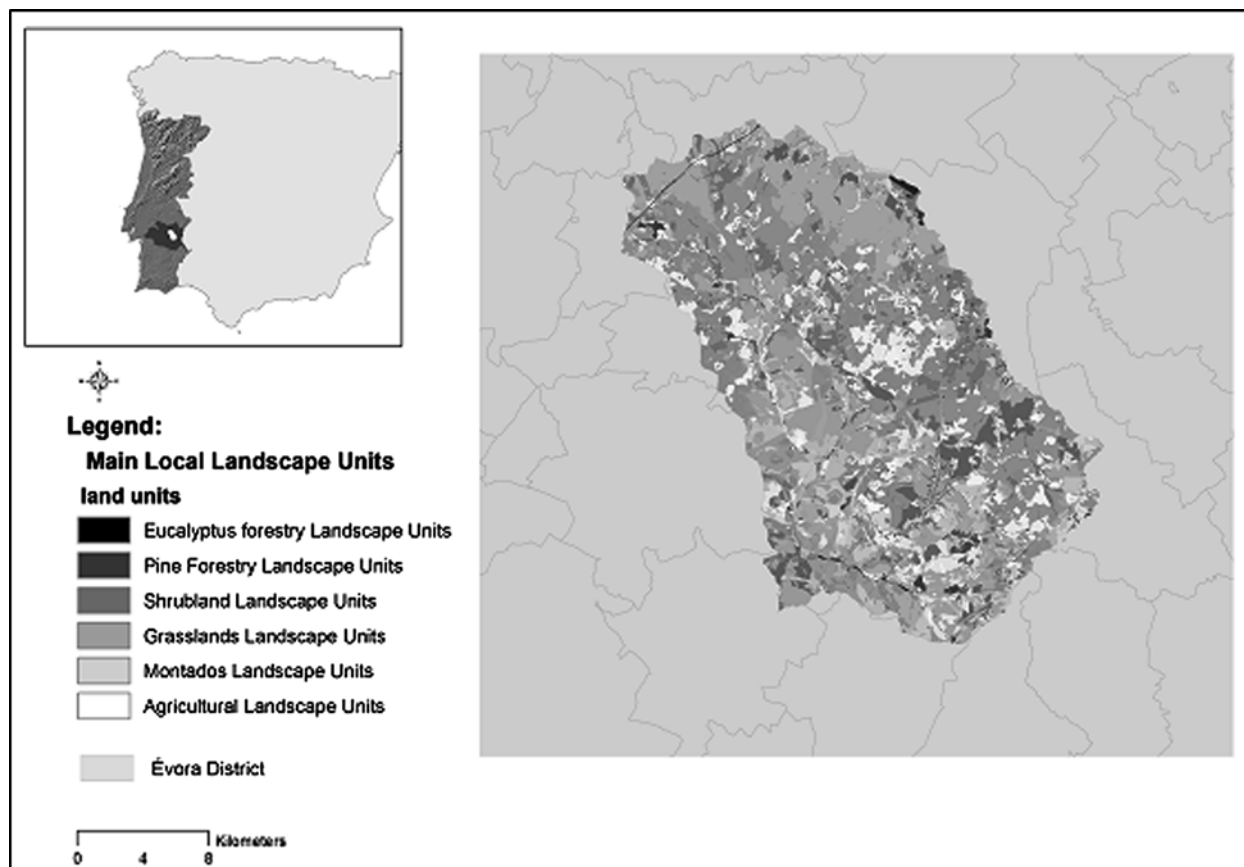 Legend:
Main Local Landscape Units
land units
Eucalyptus forestry Landscape Units
Pine Forestry Landscape Units
Shrubland Landscape Units
Grasslands Landscape Units
Montados Landscape Units
Agricultural Landscape Units
Évora District
Kilometers
0 4 8